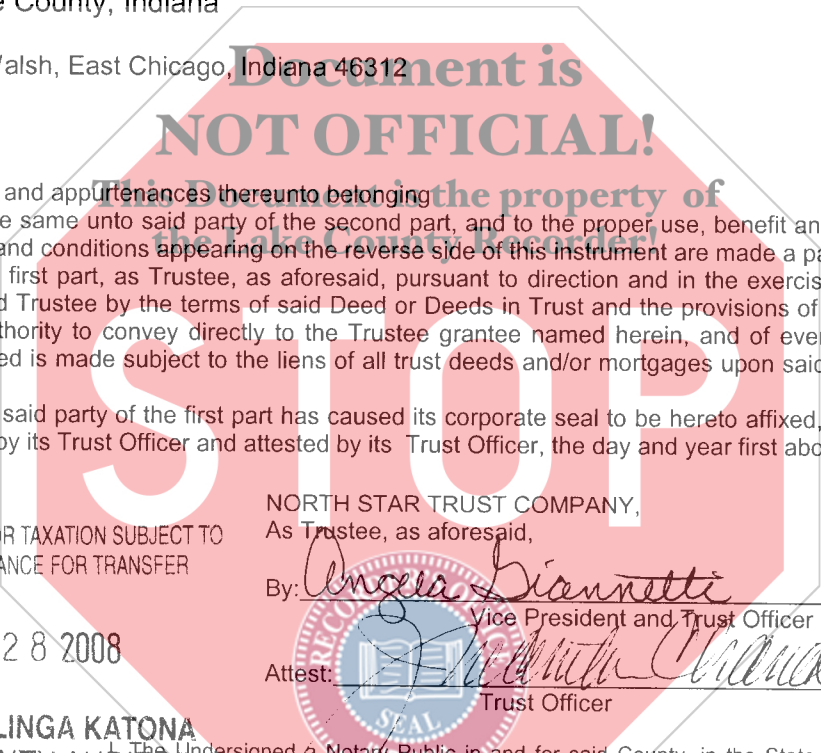 e County, Indiana
Walsh, East Chicago, Indiana 46312
Document is
NOT OFFICIAL!
This Document is the property of
the Lake County Recorder!
and appurtenances thereunto belonging
e same unto said party of the second part, and to the proper use, benefit an
and conditions appearing on the reverse side of this instrument are made a pa
first part, as Trustee, as aforesaid, pursuant to direction and in the exercis
d Trustee by the terms of said Deed or Deeds in Trust and the provisions of
thority to convey directly to the Trustee grantee named herein, and of ever
ed is made subject to the liens of all trust deeds and/or mortgages upon said
STOP
said party of the first part has caused its corporate seal to be hereto affixed,
by its Trust Officer and attested by its Trust Officer, the day and year first abo
NORTH STAR TRUST COMPANY,
As Trustee, as aforesaid,
R TAXATION SUBJECT TO
ANCE FOR TRANSFER
By: Angela Giannetti
Vice President and Trust Officer
28 2008
Attest:
Trust Officer
SEAL
LINGA KATONA
I, The Undersigned a Notary Public in and for said County, in the State